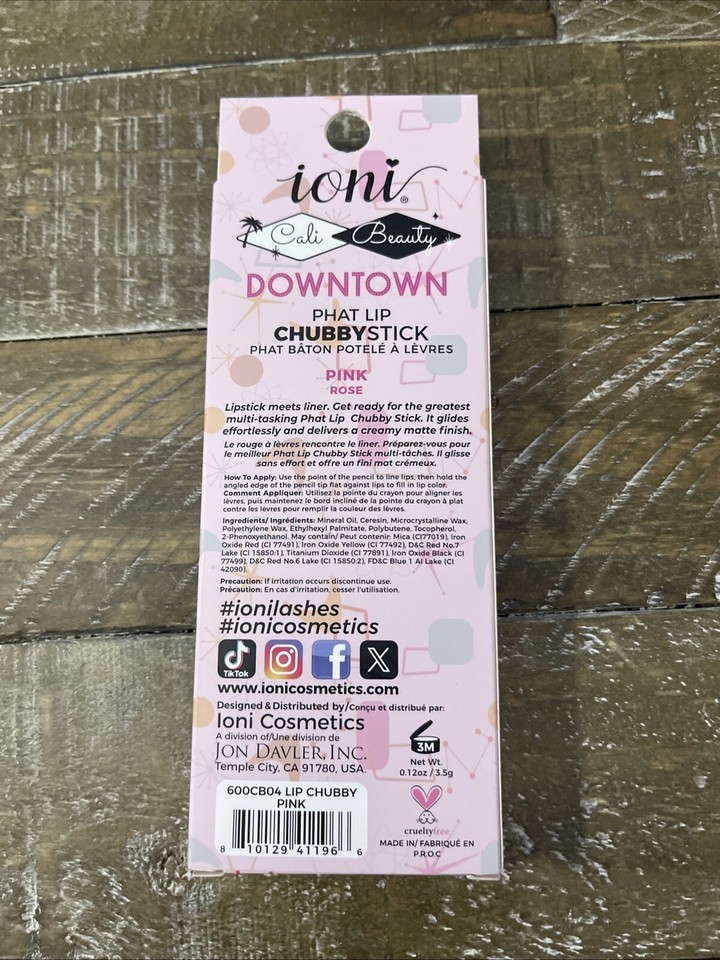 ioni®
Cali Beauty
DOWNTOWN
PHAT LIP
CHUBBYSTICK
PHAT BÂTON POTELÉ À LÈVRES
PINK
ROSE
Lipstick meets liner. Get ready for the greatest
multi-tasking Phat Lip Chubby Stick. It glides
effortlessly and delivers a creamy matte finish.
Le rouge à lèvres rencontre le liner. Préparez-vous pour
le meilleur Phat Lip Chubby Stick multi-tâches. Il glisse
sans effort et offre un fini mat crémeux.
How To Apply: Use the point of the pencil to line lips, then hold the
angled edge of the pencil tip flat against lips to fill in lip color.
Comment Appliquer: Utilisez la pointe du crayon pour aligner les
lèvres, puis maintenez le bord incliné de la pointe du crayon à plat
contre les lèvres pour remplir la couleur des lèvres.
Ingredients/ Ingrédients: Mineral Oil, Ceresin, Microcrystalline Wax,
Polyethylene Wax, Ethylhexyl Palmitate, Polybutene, Tocopherol,
2-Phenoxyethanol. May contain/ Peut contenir: Mica (CI77019), Iron
Oxide Red (CI 77491), Iron Oxide Yellow (CI 77492), D&C Red No.7
Lake (CI 15850:1), Titanium Dioxide (CI 77891), Iron Oxide Black (CI
77499), D&C Red No.6 Lake (CI 15850:2), FD&C Blue 1 Al Lake (CI
42090).
Precaution: If irritation occurs discontinue use.
Précaution: En cas d'irritation, cesser l'utilisation.
#ionilashes
#ionicosmetics
TikTok
www.ionicosmetics.com
Designed & Distributed by/Conçu et distribué par:
Ioni Cosmetics
A division of/Une division de
JON DAVLER, INC.
Temple City, CA 91780, USA.
3M
Net Wt.
0.12oz / 3.5g
600CB04 LIP CHUBBY
PINK
8 10129 41196 6
crueltyfree
MADE IN/ FABRIQUÉ EN
P.R.O.C